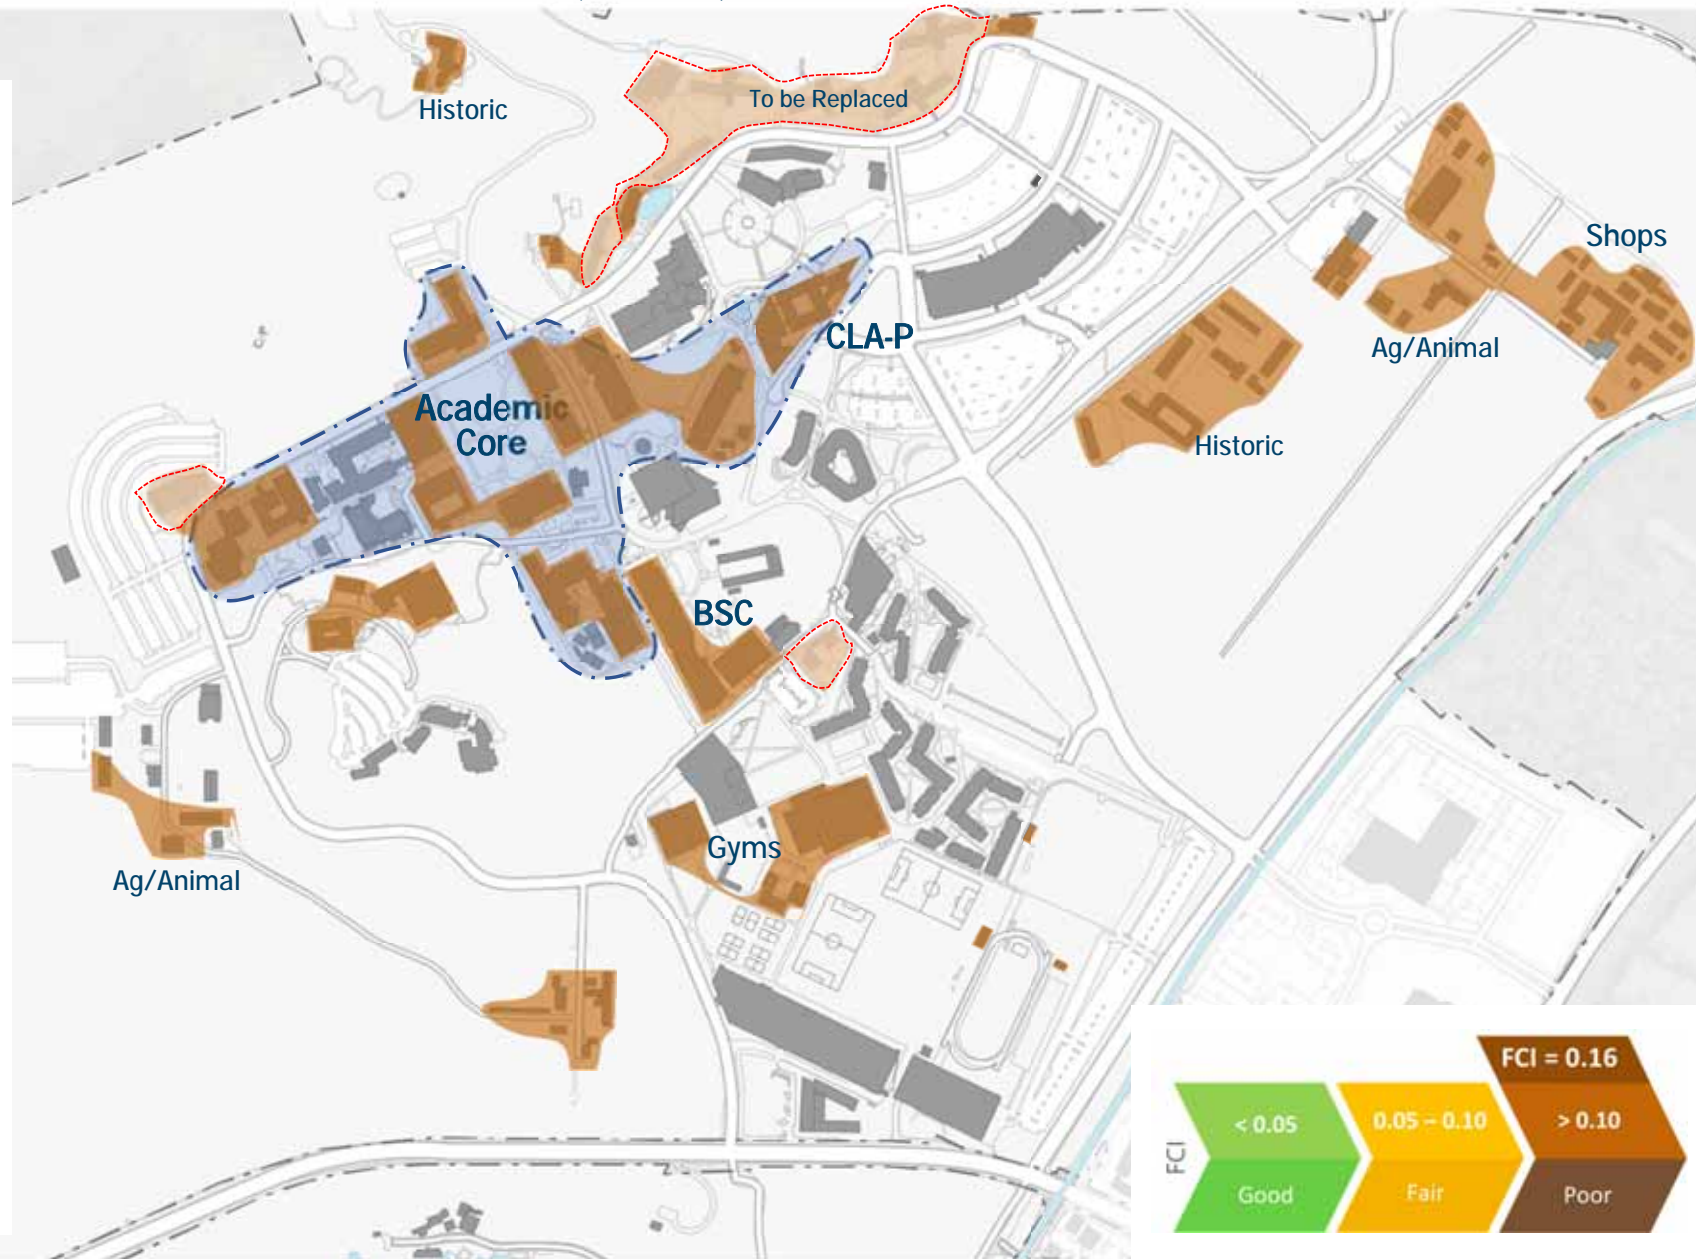 Historic
To be Replaced
Shops
CLA-P
Ag/Animal
Academic
Core
Historic
BSC
Gyms
Ag/Animal
FCI = 0.16
< 0.05
0.05 – 0.10
> 0.10
FCI
Good
Fair
Poor